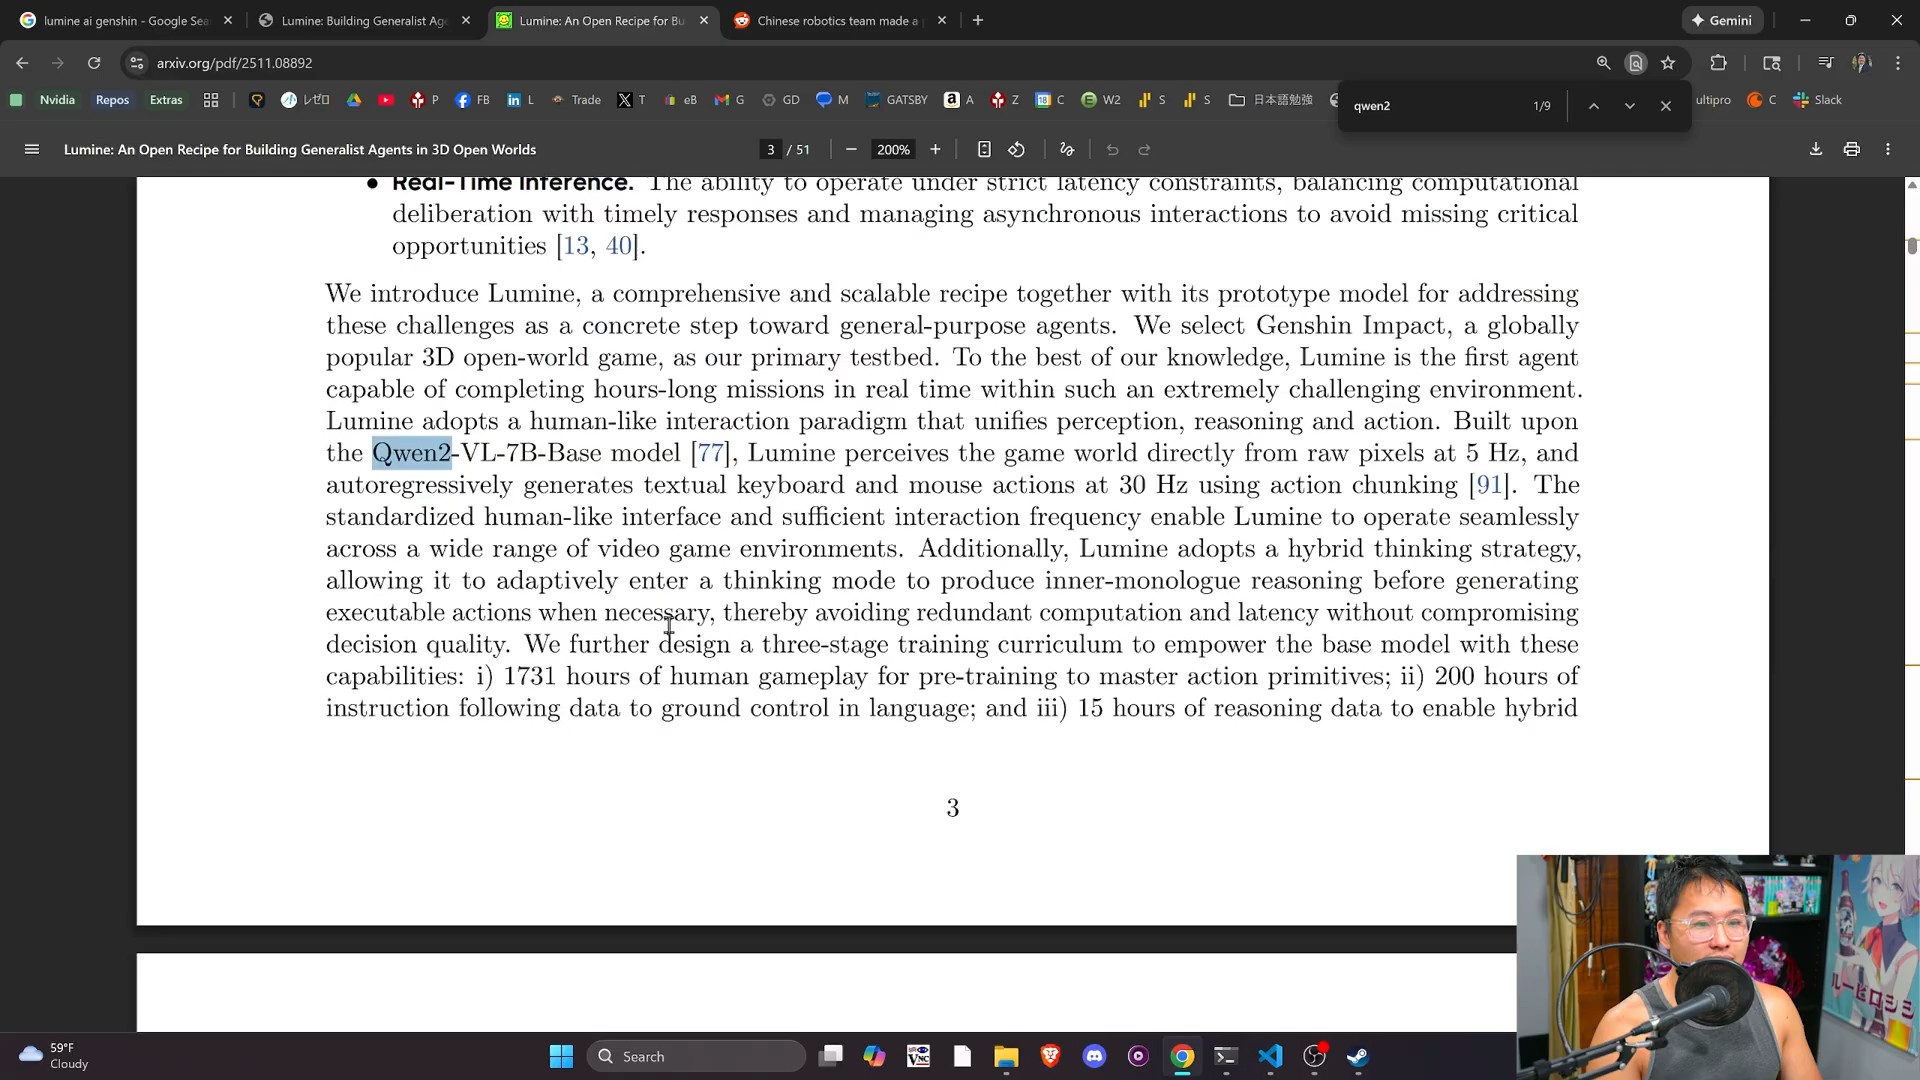 lumine ai genshin - Google Sea
Lumine: Building Generalist Age
Lumine: An Open Recipe for Bu
Chinese robotics team made a
Gemini
arxiv.org/pdf/2511.08892
Nvidia
Repos
Extras
レゼロ
P
FB
L
Trade
T
eB
G
GD
M
GATSBY
A
Z
C
W2
S
S
日本語勉強
ultipro
C
Slack
qwen2
1/9
Lumine: An Open Recipe for Building Generalist Agents in 3D Open Worlds
3 / 51
200%
• Real-Time Inference. The ability to operate under strict latency constraints, balancing computational
deliberation with timely responses and managing asynchronous interactions to avoid missing critical
opportunities [13, 40].
We introduce Lumine, a comprehensive and scalable recipe together with its prototype model for addressing
these challenges as a concrete step toward general-purpose agents. We select Genshin Impact, a globally
popular 3D open-world game, as our primary testbed. To the best of our knowledge, Lumine is the first agent
capable of completing hours-long missions in real time within such an extremely challenging environment.
Lumine adopts a human-like interaction paradigm that unifies perception, reasoning and action. Built upon
the Qwen2-VL-7B-Base model [77], Lumine perceives the game world directly from raw pixels at 5 Hz, and
autoregressively generates textual keyboard and mouse actions at 30 Hz using action chunking [91]. The
standardized human-like interface and sufficient interaction frequency enable Lumine to operate seamlessly
across a wide range of video game environments. Additionally, Lumine adopts a hybrid thinking strategy,
allowing it to adaptively enter a thinking mode to produce inner-monologue reasoning before generating
executable actions when necessary, thereby avoiding redundant computation and latency without compromising
decision quality. We further design a three-stage training curriculum to empower the base model with these
capabilities: i) 1731 hours of human gameplay for pre-training to master action primitives; ii) 200 hours of
instruction following data to ground control in language; and iii) 15 hours of reasoning data to enable hybrid
3
59°F
Cloudy
Search